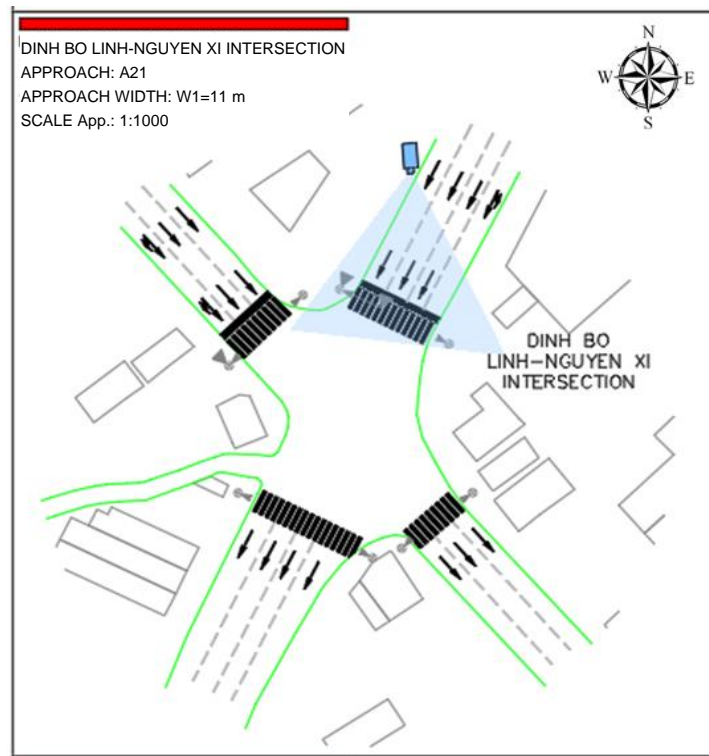 DINH BO LINH-NGUYEN XI INTERSECTION
APPROACH: A21
APPROACH WIDTH: W1=11 m
SCALE App.: 1:1000
N
W E
S
DINH BO
LINH-NGUYEN XI
INTERSECTION